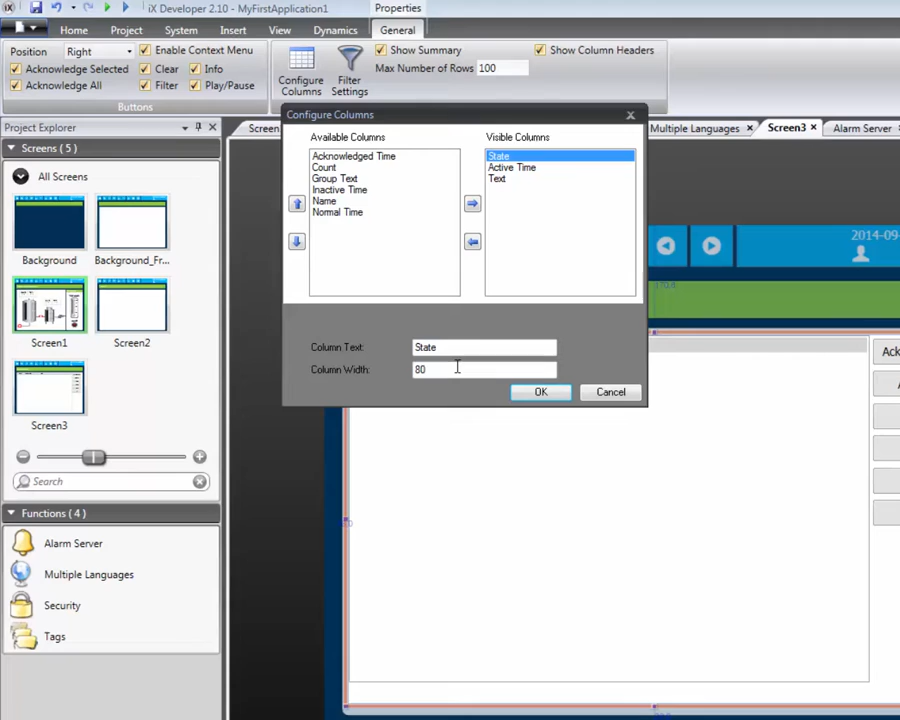 iX Developer 2.10 - MyFirstApplication1
Properties
Home
Project
System
Insert
View
Dynamics
General
Position
Right
Enable Context Menu
Acknowledge Selected
Clear
Info
Acknowledge All
Filter
Play/Pause
Buttons
Configure
Columns
Filter
Settings
Show Summary
Max Number of Rows
100
Show Column Headers
Project Explorer
Screens ( 5 )
All Screens
Background
Background_Fr...
Screen1
Screen2
Screen3
Search
Functions ( 4 )
Alarm Server
Multiple Languages
Security
Tags
Screen
Multiple Languages
Screen3
Alarm Server
Configure Columns
Available Columns
Acknowledged Time
Count
Group Text
Inactive Time
Name
Normal Time
Visible Columns
State
Active Time
Text
Column Text:
State
Column Width:
80
OK
Cancel
2014-09-
Ack